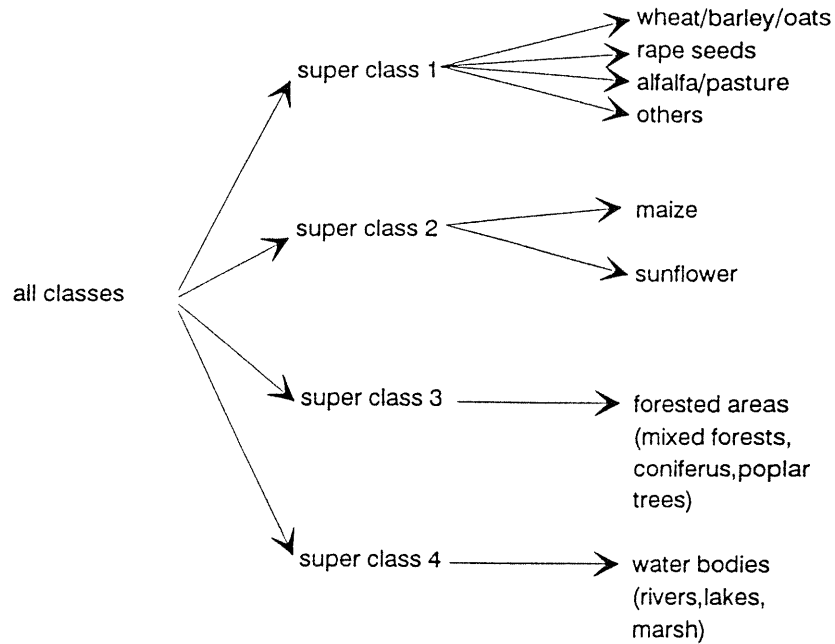 all classes
super class 1
wheat/barley/oats
rape seeds
alfalfa/pasture
others
super class 2
maize
sunflower
super class 3
forested areas
(mixed forests,
coniferus,poplar
trees)
super class 4
water bodies
(rivers,lakes,
marsh)